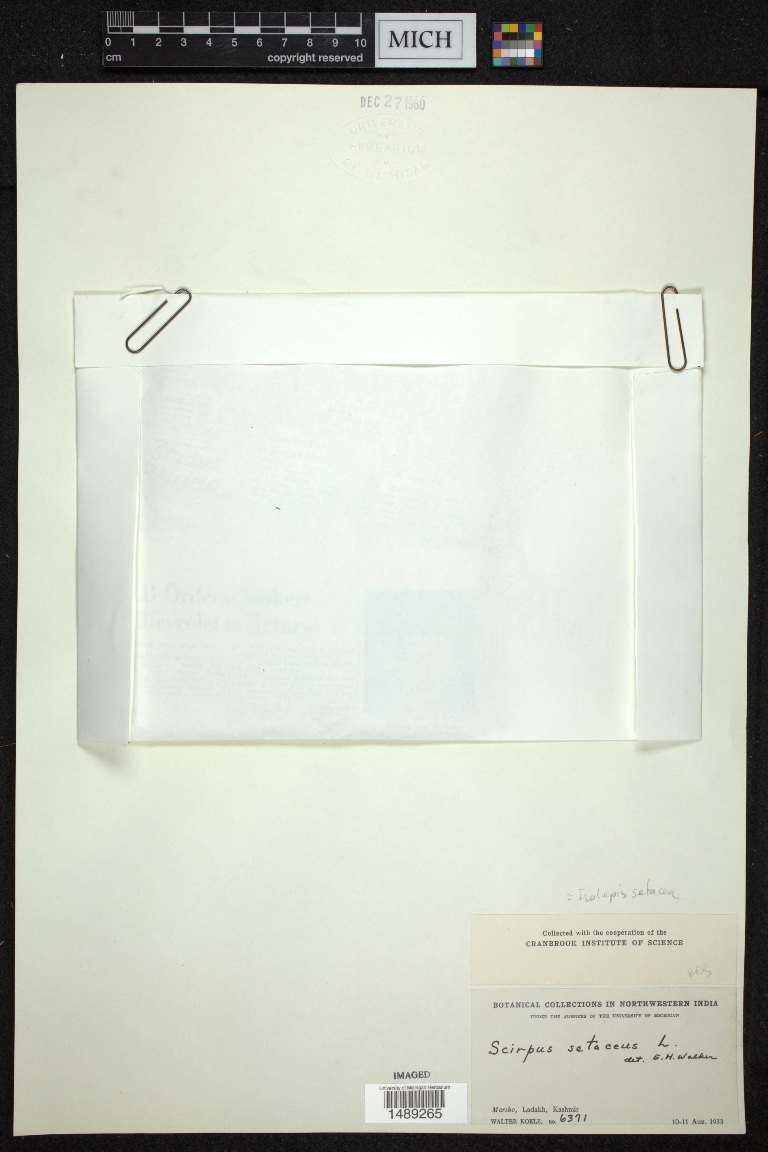 0 1 2 3 4 5 6 7 8 9 10
cm
copyright reserved
MICH
DEC 27 1960
UNIVERSITY
HERBARIUM
OF MICHIGAN
= Isolepis setacea
Collected with the cooperation of the
CRANBROOK INSTITUTE OF SCIENCE
BOTANICAL COLLECTIONS IN NORTHWESTERN INDIA
UNDER THE AUSPICES OF THE UNIVERSITY OF MICHIGAN
Scirpus setaceus L.
det. E.H. Walker
Marsho, Ladakh, Kashmir
WALTER KOELZ, no. 6371
10-11 Aug. 1933
IMAGED
University of Michigan Herbarium
1489265